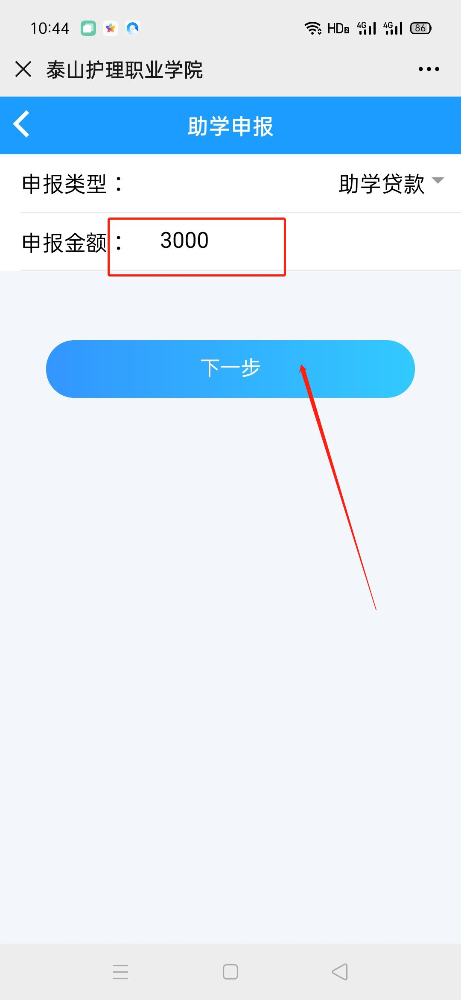 10:44 HD2 4G 4G 86
泰山护理职业学院
助学申报
申报类型： 助学贷款
申报金额： 3000
下一步